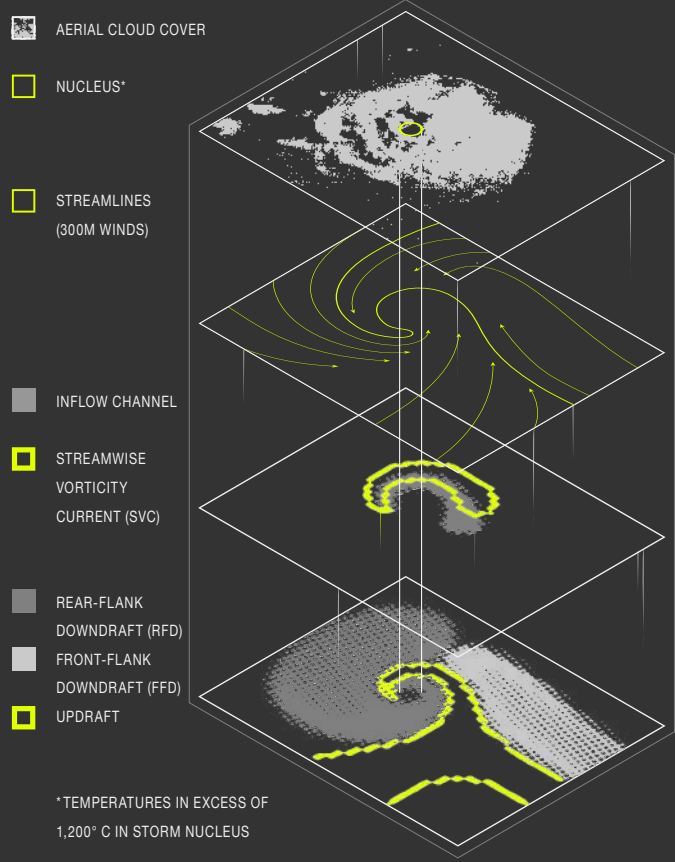 AERIAL CLOUD COVER
NUCLEUS*
STREAMLINES
(300M WINDS)
INFLOW CHANNEL
STREAMWISE
VORTICITY
CURRENT (SVC)
REAR-FLANK
DOWNDRAFT (RFD)
FRONT-FLANK
DOWNDRAFT (FFD)
UPDRAFT
*TEMPERATURES IN EXCESS OF
1,200° C IN STORM NUCLEUS